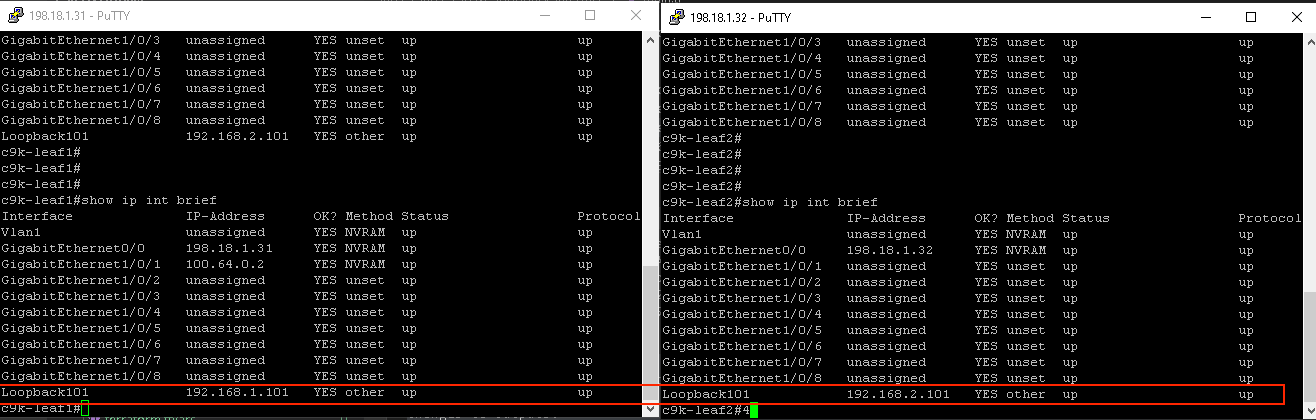 198.18.1.31 - PuTTY
GigabitEthernet1/0/3 unassigned YES unset up up
GigabitEthernet1/0/4 unassigned YES unset up up
GigabitEthernet1/0/5 unassigned YES unset up up
GigabitEthernet1/0/6 unassigned YES unset up up
GigabitEthernet1/0/7 unassigned YES unset up up
GigabitEthernet1/0/8 unassigned YES unset up up
Loopback101 192.168.2.101 YES other up up
c9k-leaf1#
c9k-leaf1#
c9k-leaf1#
c9k-leaf1#show ip int brief
Interface IP-Address OK? Method Status Protocol
Vlan1 unassigned YES NVRAM up up
GigabitEthernet0/0 198.18.1.31 YES NVRAM up up
GigabitEthernet1/0/1 100.64.0.2 YES NVRAM up up
GigabitEthernet1/0/2 unassigned YES unset up up
GigabitEthernet1/0/3 unassigned YES unset up up
GigabitEthernet1/0/4 unassigned YES unset up up
GigabitEthernet1/0/5 unassigned YES unset up up
GigabitEthernet1/0/6 unassigned YES unset up up
GigabitEthernet1/0/7 unassigned YES unset up up
GigabitEthernet1/0/8 unassigned YES unset up up
Loopback101 192.168.1.101 YES other up up
c9k-leaf1#
198.18.1.32 - PuTTY
GigabitEthernet1/0/3 unassigned YES unset up up
GigabitEthernet1/0/4 unassigned YES unset up up
GigabitEthernet1/0/5 unassigned YES unset up up
GigabitEthernet1/0/6 unassigned YES unset up up
GigabitEthernet1/0/7 unassigned YES unset up up
GigabitEthernet1/0/8 unassigned YES unset up up
c9k-leaf2#
c9k-leaf2#
c9k-leaf2#
c9k-leaf2#
c9k-leaf2#show ip int brief
Interface IP-Address OK? Method Status Protocol
Vlan1 unassigned YES NVRAM up up
GigabitEthernet0/0 198.18.1.32 YES NVRAM up up
GigabitEthernet1/0/1 unassigned YES unset up up
GigabitEthernet1/0/2 unassigned YES unset up up
GigabitEthernet1/0/3 unassigned YES unset up up
GigabitEthernet1/0/4 unassigned YES unset up up
GigabitEthernet1/0/5 unassigned YES unset up up
GigabitEthernet1/0/6 unassigned YES unset up up
GigabitEthernet1/0/7 unassigned YES unset up up
GigabitEthernet1/0/8 unassigned YES unset up up
Loopback101 192.168.2.101 YES other up up
c9k-leaf2#4